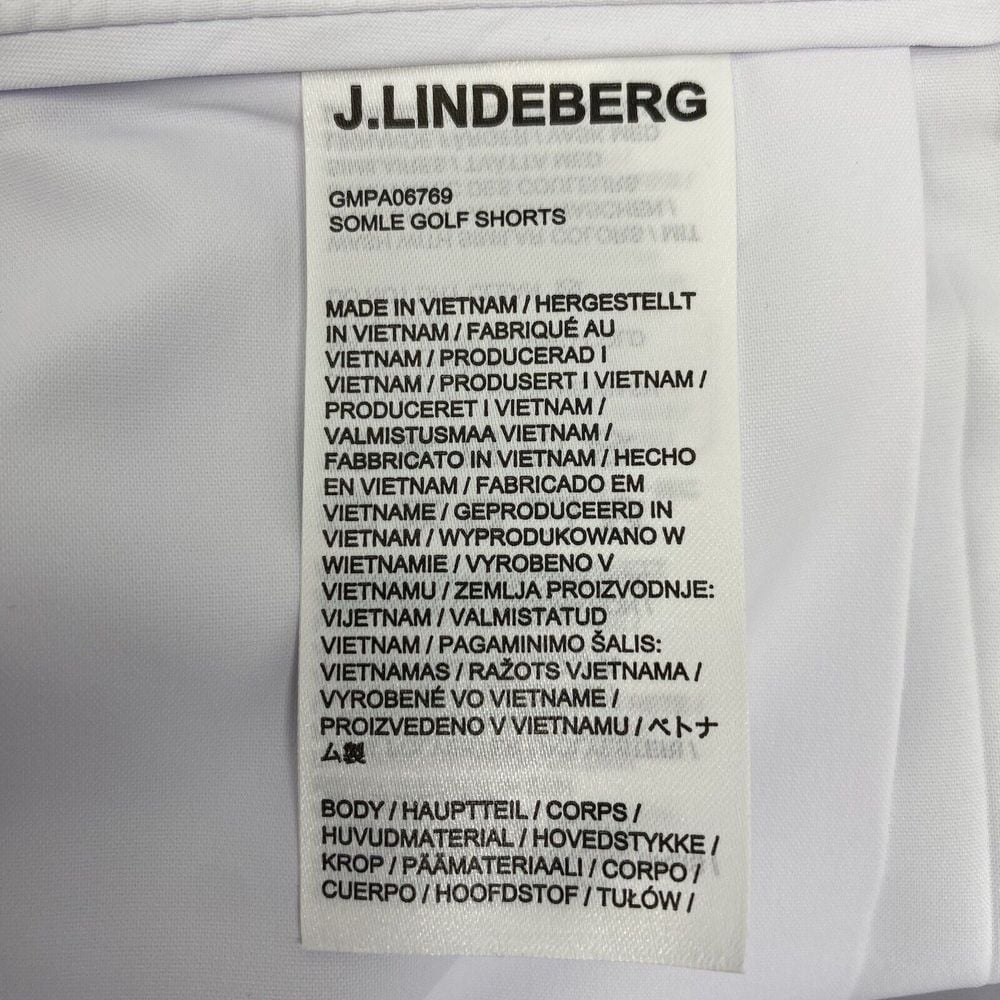 J.LINDEBERG
GMPA06769
SOMLE GOLF SHORTS
MADE IN VIETNAM / HERGESTELLT
IN VIETNAM / FABRIQUÉ AU
VIETNAM / PRODUCERAD I
VIETNAM / PRODUSERT I VIETNAM /
PRODUCERET I VIETNAM /
VALMISTUSMAA VIETNAM /
FABBRICATO IN VIETNAM / HECHO
EN VIETNAM / FABRICADO EM
VIETNAME / GEPRODUCEERD IN
VIETNAM / WYPRODUKOWANO W
WIETNAMIE / VYROBENO V
VIETNAMU / ZEMLJA PROIZVODNJE:
VIJETNAM / VALMISTATUD
VIETNAM / PAGAMINIMO ŠALIS:
VIETNAMAS / RAŽOTS VJETNAMA /
VYROBENÉ VO VIETNAME /
PROIZVEDENO V VIETNAMU / ベトナ
ム製
BODY / HAUPTTEIL / CORPS /
HUVUDMATERIAL / HOVEDSTYKKE /
KROP / PÄÄMATERIAALI / CORPO /
CUERPO / HOOFDSTOF / TUŁÓW /